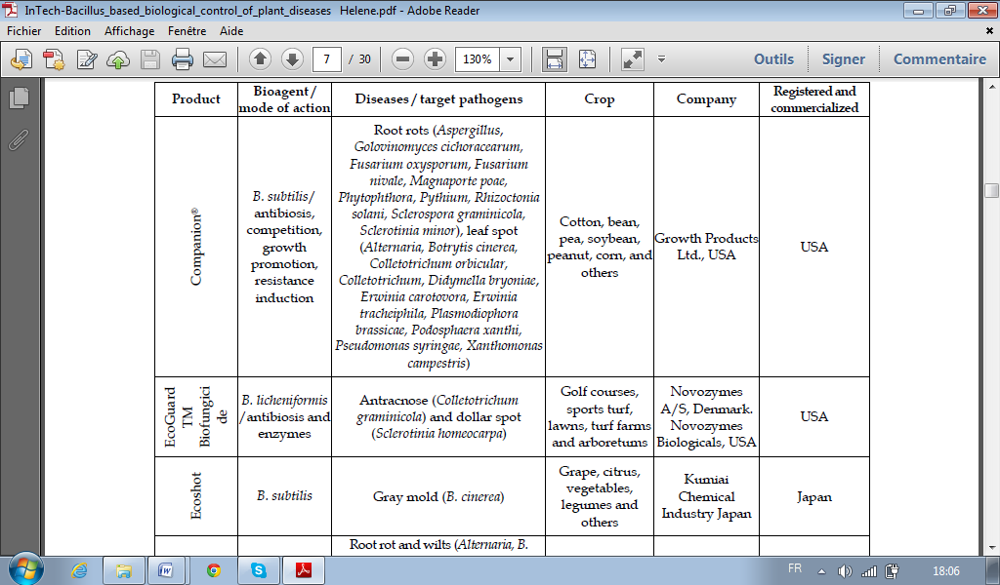 InTech-Bacillus_based_biological_control_of_plant_diseases Helene.pdf - Adobe Reader
Fichier Edition Affichage Fenêtre Aide
7 / 30 130% Outils Signer Commentaire
Product
Bioagent /
mode of action
Diseases / target pathogens
Crop
Company
Registered and
commercialized
Companion®
B. subtilis/
antibiosis,
competition,
growth
promotion,
resistance
induction
Root rots (Aspergillus,
Golovinomyces cichoracearum,
Fusarium oxysporum, Fusarium
nivale, Magnaporte poae,
Phytophthora, Pythium, Rhizoctonia
solani, Sclerospora graminicola,
Sclerotinia minor), leaf spot
(Alternaria, Botrytis cinerea,
Colletotrichum orbicular,
Colletotrichum, Didymella bryoniae,
Erwinia carotovora, Erwinia
tracheiphila, Plasmodiophora
brassicae, Podosphaera xanthi,
Pseudomonas syringae, Xanthomonas
campestris)
Cotton, bean,
pea, soybean,
peanut, corn, and
others
Growth Products
Ltd., USA
USA
EcoGuard
TM
Biofungici
de
B. licheniformis
/antibiosis and
enzymes
Antracnose (Colletotrichum
graminicola) and dollar spot
(Sclerotinia homeocarpa)
Golf courses,
sports turf,
lawns, turf farms
and arboretums
Novozymes
A/S, Denmark.
Novozymes
Biologicals, USA
USA
Ecoshot
B. subtilis
Gray mold (B. cinerea)
Grape, citrus,
vegetables,
legumes and
others
Kumiai
Chemical
Industry Japan
Japan
Root rot and wilts (Alternaria, B.
FR 18:06